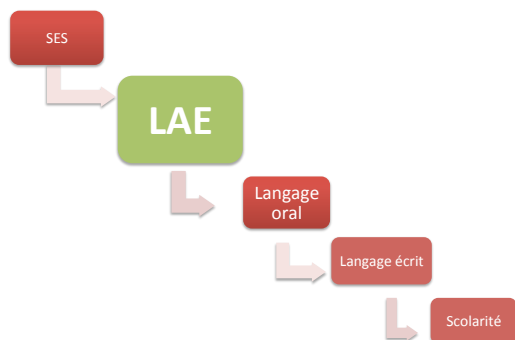 SES
LAE
Langage
oral
Langage écrit
Scolarité